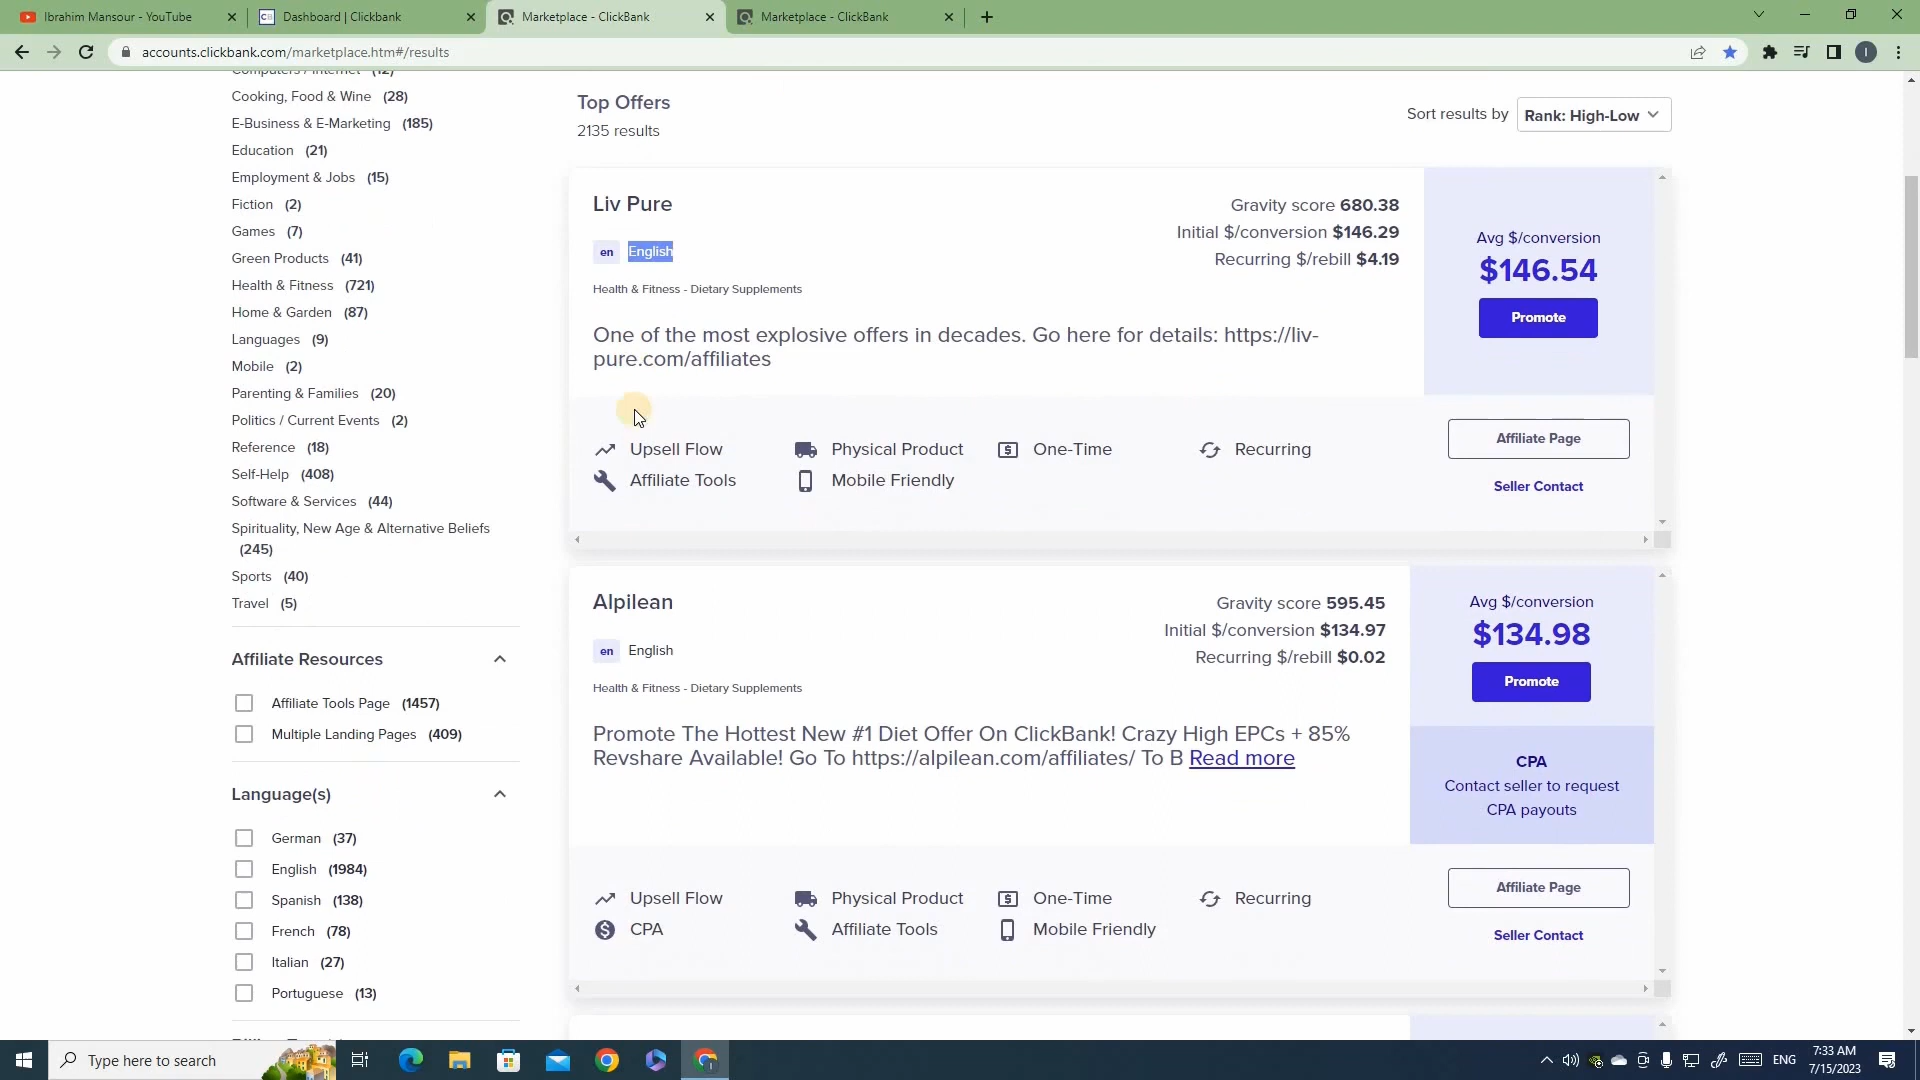 Ibrahim Mansour - YouTube
Dashboard | Clickbank
Marketplace - ClickBank
Marketplace - ClickBank
accounts.clickbank.com/marketplace.htm#/results
I
Computers / Internet (12)
Cooking, Food & Wine (28)
E-Business & E-Marketing (185)
Education (21)
Employment & Jobs (15)
Fiction (2)
Games (7)
Green Products (41)
Health & Fitness (721)
Home & Garden (87)
Languages (9)
Mobile (2)
Parenting & Families (20)
Politics / Current Events (2)
Reference (18)
Self-Help (408)
Software & Services (44)
Spirituality, New Age & Alternative Beliefs
(245)
Sports (40)
Travel (5)
Affiliate Resources
Affiliate Tools Page (1457)
Multiple Landing Pages (409)
Language(s)
German (37)
English (1984)
Spanish (138)
French (78)
Italian (27)
Portuguese (13)
Top Offers
2135 results
Sort results by Rank: High-Low
Liv Pure
en English
Health & Fitness - Dietary Supplements
Gravity score 680.38
Initial $/conversion $146.29
Recurring $/rebill $4.19
One of the most explosive offers in decades. Go here for details: https://liv-
pure.com/affiliates
Avg $/conversion
$146.54
Promote
Upsell Flow Physical Product One-Time Recurring
Affiliate Tools Mobile Friendly
Affiliate Page
Seller Contact
Alpilean
en English
Health & Fitness - Dietary Supplements
Gravity score 595.45
Initial $/conversion $134.97
Recurring $/rebill $0.02
Promote The Hottest New #1 Diet Offer On ClickBank! Crazy High EPCs + 85%
Revshare Available! Go To https://alpilean.com/affiliates/ To B Read more
Avg $/conversion
$134.98
Promote
CPA
Contact seller to request
CPA payouts
Upsell Flow Physical Product One-Time Recurring
CPA Affiliate Tools Mobile Friendly
Affiliate Page
Seller Contact
Type here to search
ENG
7:33 AM
7/15/2023